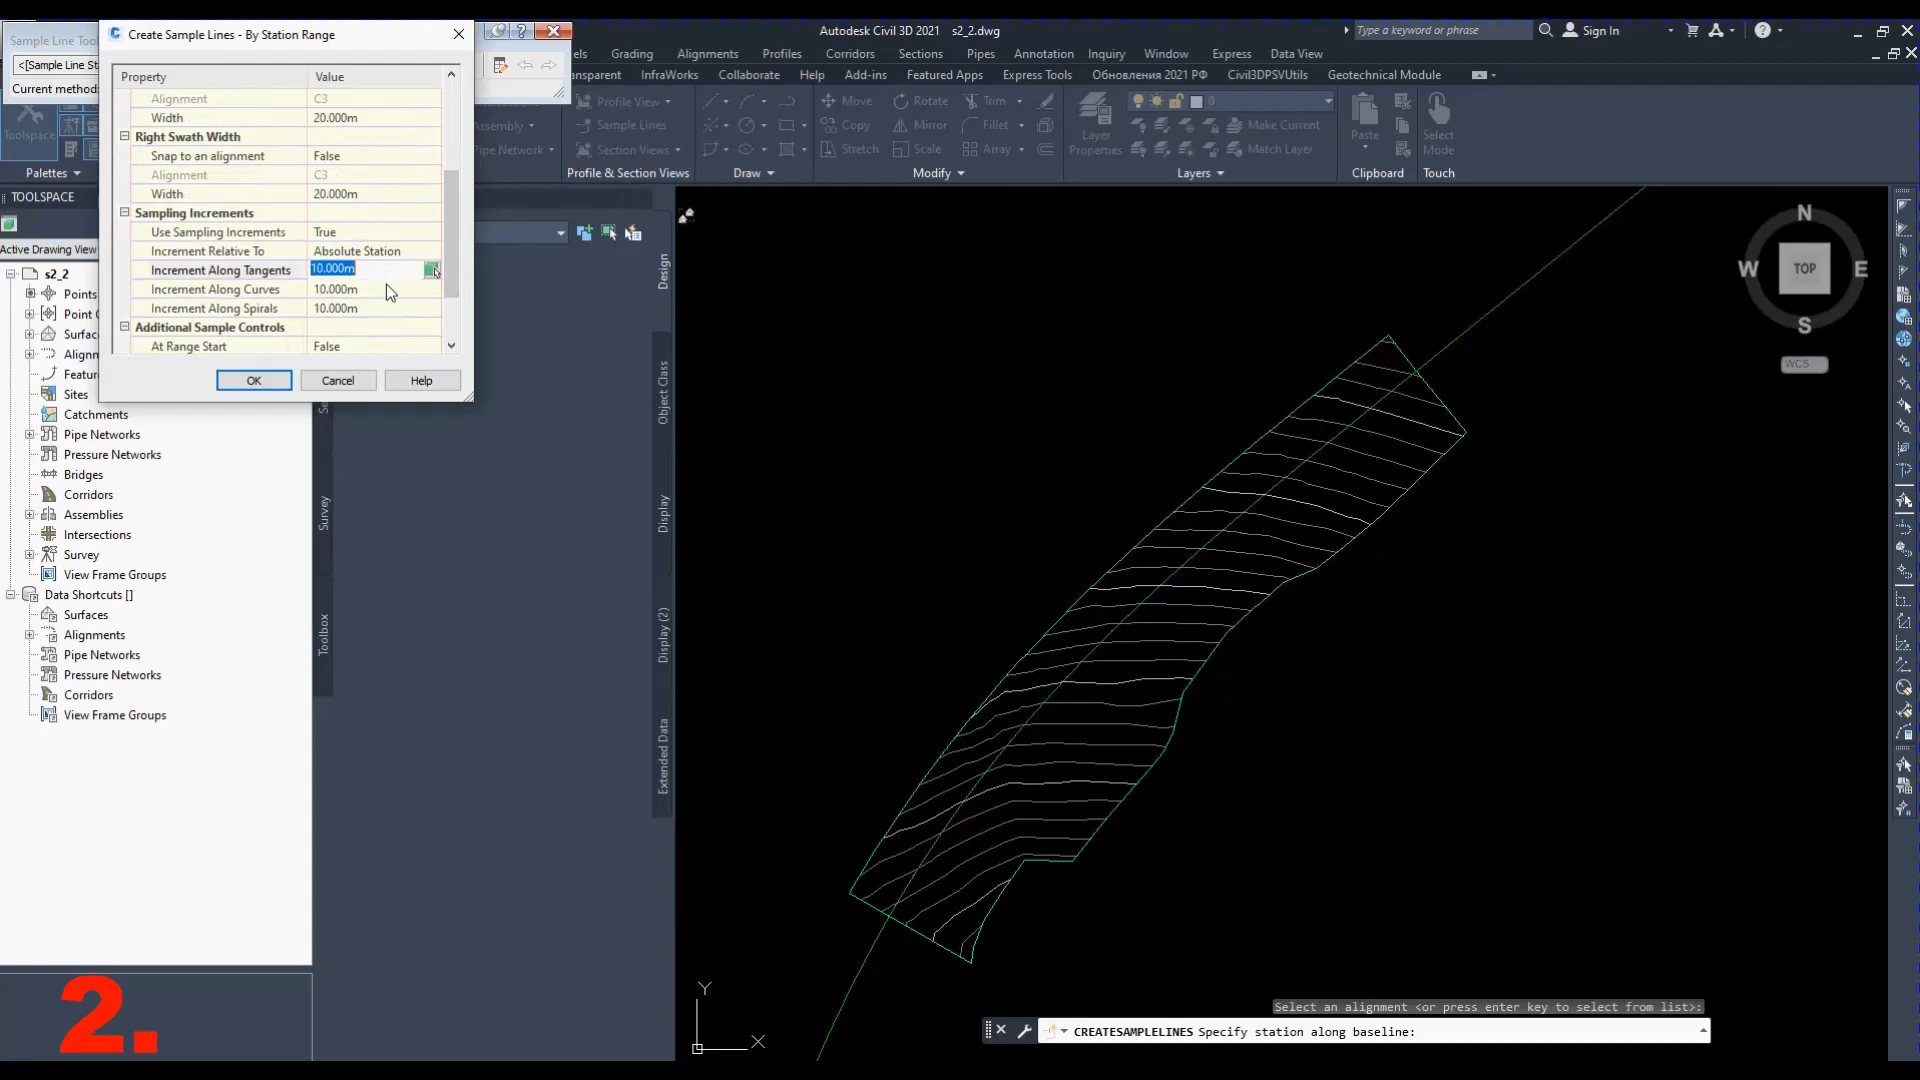 Sample Line Too
Create Sample Lines - By Station Range
Autodesk Civil 3D 2021 s2_2.dwg
Type a keyword or phrase
Sign In
<[Sample Line Sta
Current method:
els Grading Alignments Profiles Corridors Sections Pipes Annotation Inquiry Window Express Data View
ansparent InfraWorks Collaborate Help Add-ins Featured Apps Express Tools Обновления 2021 РФ Civil3DPSVUtils Geotechnical Module
Property Value
Alignment C3
Width 20.000m
Right Swath Width
Snap to an alignment False
Alignment C3
Width 20.000m
Sampling Increments
Use Sampling Increments True
Increment Relative To Absolute Station
Increment Along Tangents 10.000m
Increment Along Curves 10.000m
Increment Along Spirals 10.000m
Additional Sample Controls
At Range Start False
OK Cancel Help
Toolspace
Palettes
Assembly
Pipe Network
Profile View
Sample Lines
Section Views
Profile & Section Views
Draw
Move Rotate Trim
Copy Mirror Fillet
Stretch Scale Array
Modify
Layer Properties
0
Make Current
Match Layer
Layers
Paste
Clipboard
Select Mode
Touch
TOOLSPACE
Active Drawing View
s2_2
Points
Point G
Surfac
Alignm
Featur
Sites
Catchments
Pipe Networks
Pressure Networks
Bridges
Corridors
Assemblies
Intersections
Survey
View Frame Groups
Data Shortcuts []
Surfaces
Alignments
Pipe Networks
Pressure Networks
Corridors
View Frame Groups
Survey
Toolbox
Design
Object Class
Display
Display (2)
Extended Data
N
W TOP E
S
WCS
Y
X
Select an alignment <or press enter key to select from list>:
CREATESAMPLELINES Specify station along baseline:
2.